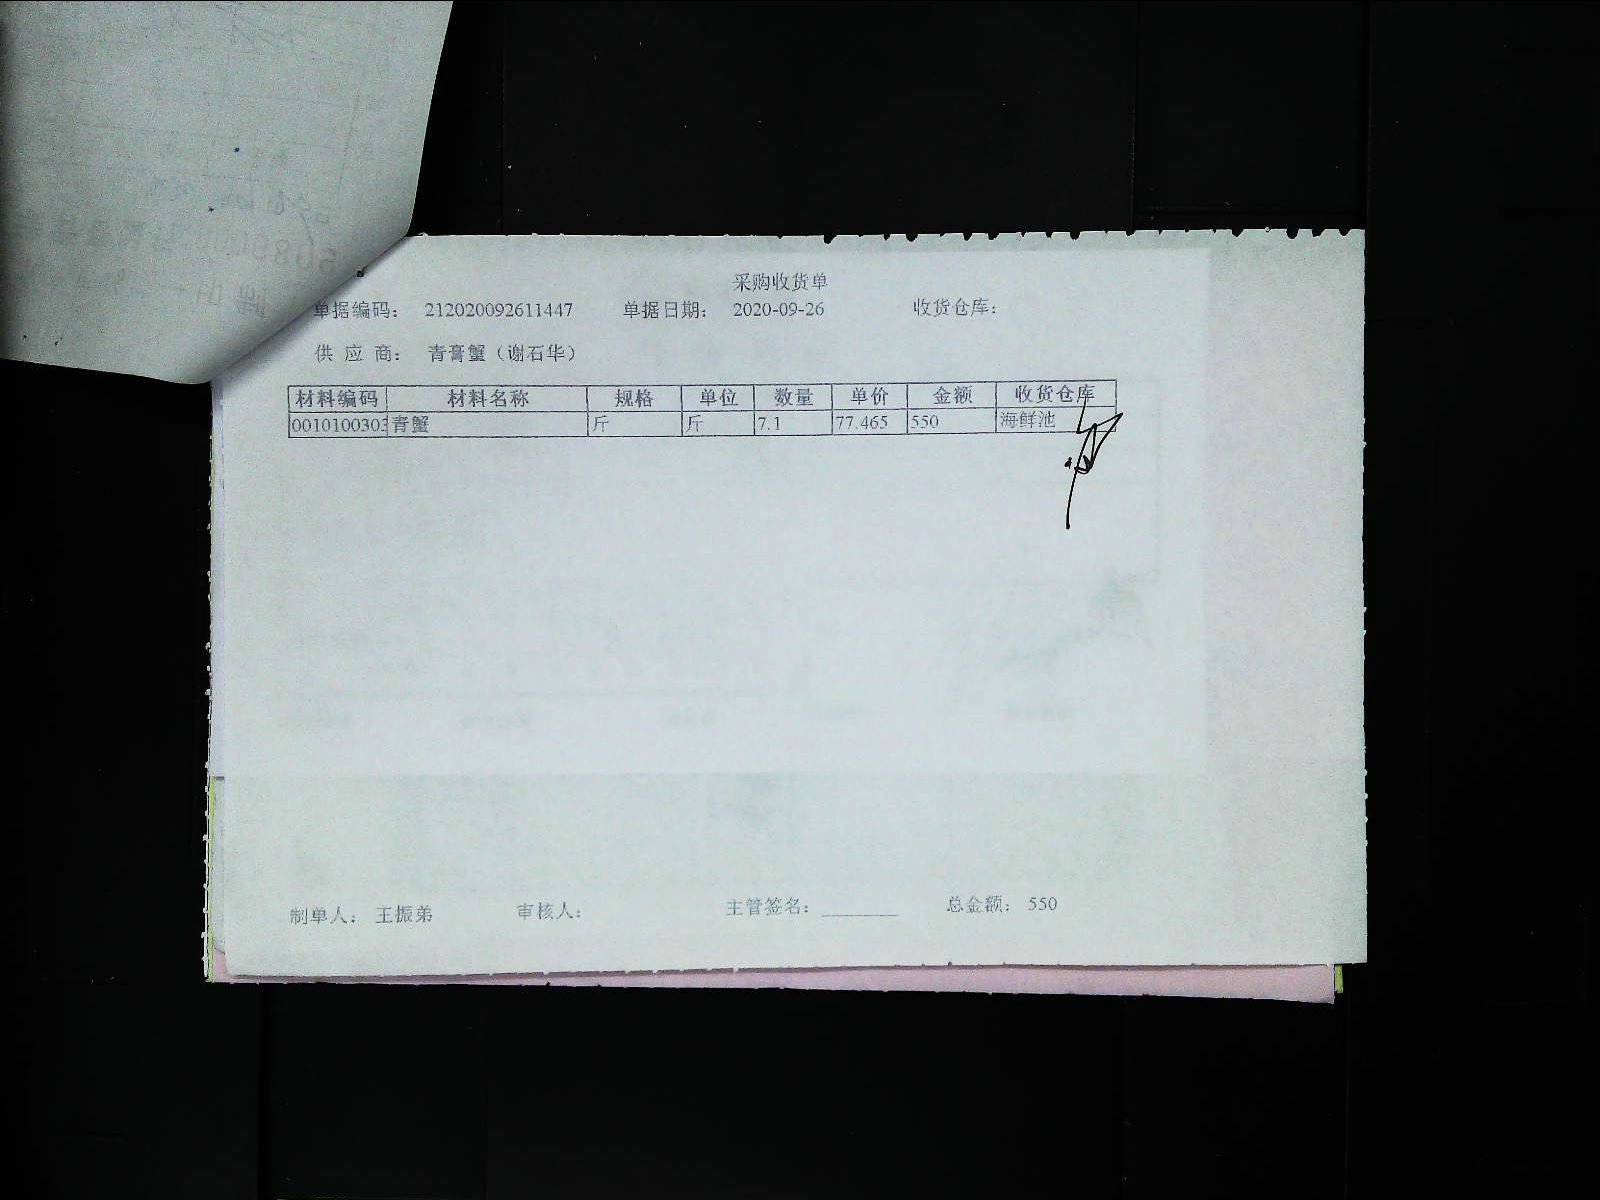 采购收货单
单据编码： 212020092611447 单据日期： 2020-09-26 收货仓库：
供 应 商： 青膏蟹（谢石华）
材料编码 材料名称 规格 单位 数量 单价 金额 收货仓库
0010100303 青蟹 斤 斤 7.1 77.465 550 海鲜池
制单人： 王振弟 审核人： 主管签名： ________ 总金额： 550